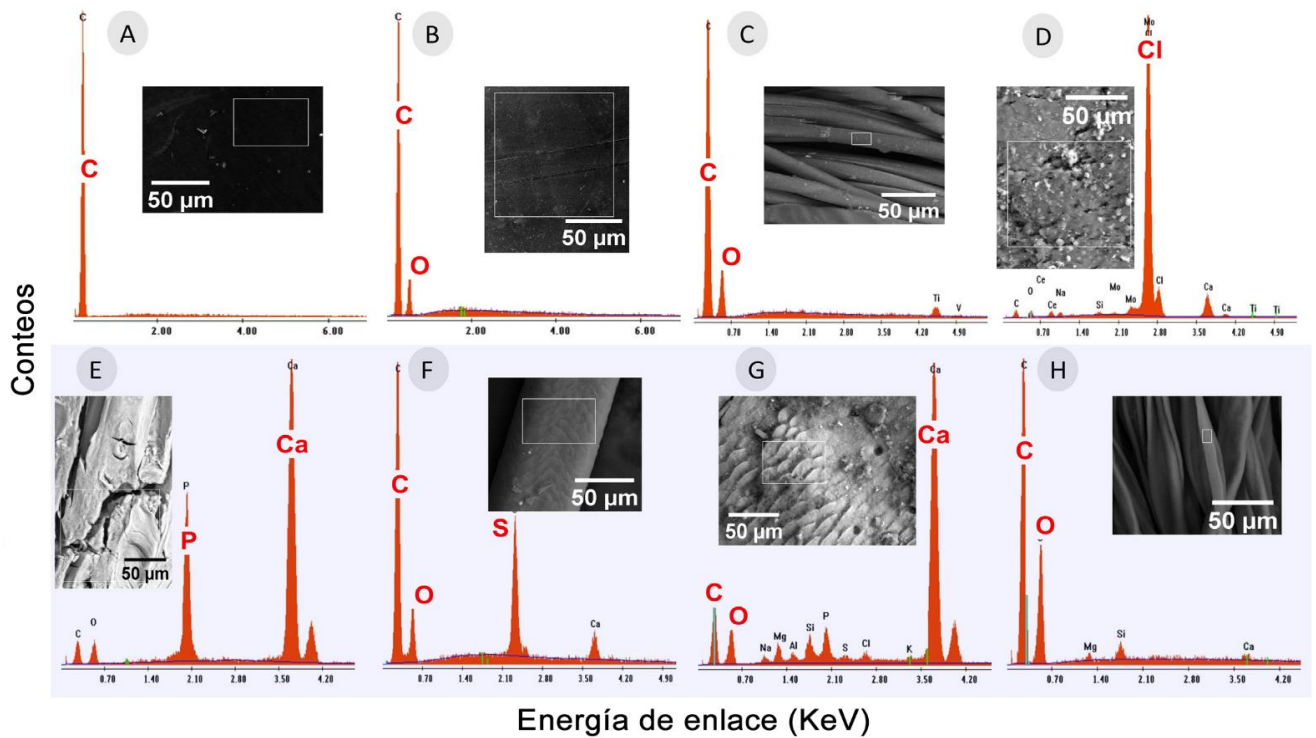 Conteos
A
C
C
50 µm
2.00 4.00 6.00
B
C
C
O
50 µm
2.00 4.00 6.00
C
C
C
O
50 µm
Ti
V
0.70 1.40 2.10 2.80 3.50 4.20 4.90
D
Mo
Cl
50 µm
C
O
Ce
Ce
Na
Si
Mo
Mo
Cl
Ca
Ca
Ti
Ti
0.70 1.40 2.10 2.80 3.50 4.20 4.90
E
Ca
Ca
P
P
50 µm
C
O
0.70 1.40 2.10 2.80 3.50 4.20
F
C
C
O
S
50 µm
Ca
0.70 1.40 2.10 2.80 3.50 4.20 4.90
G
Ca
Ca
50 µm
C
O
Na
Mg
Al
Si
P
S
Cl
K
0.70 1.40 2.10 2.80 3.50 4.20
H
C
C
O
50 µm
Mg
Si
Ca
0.70 1.40 2.10 2.80 3.50 4.20
Energía de enlace (KeV)